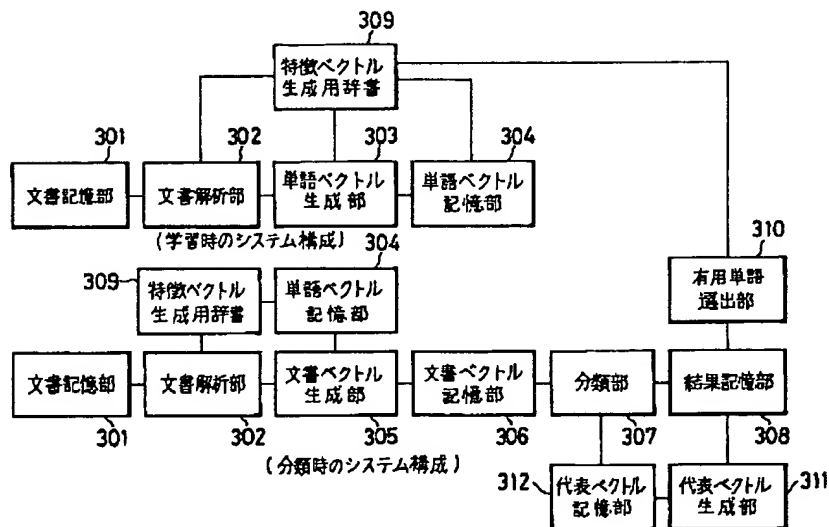 309
特徴ベクトル
生成用辞書
301
302
303
304
文書記憶部
文書解析部
単語ベクトル
生成部
単語ベクトル
記憶部
(学習時のシステム構成)
304
310
309
特徴ベクトル
生成用辞書
単語ベクトル
記憶部
有用単語
選出部
文書記憶部
文書解析部
文書ベクトル
生成部
文書ベクトル
記憶部
分類部
結果記憶部
301
302
305
306
307
308
(分類時のシステム構成)
312
代表ベクトル
記憶部
代表ベクトル
生成部
311